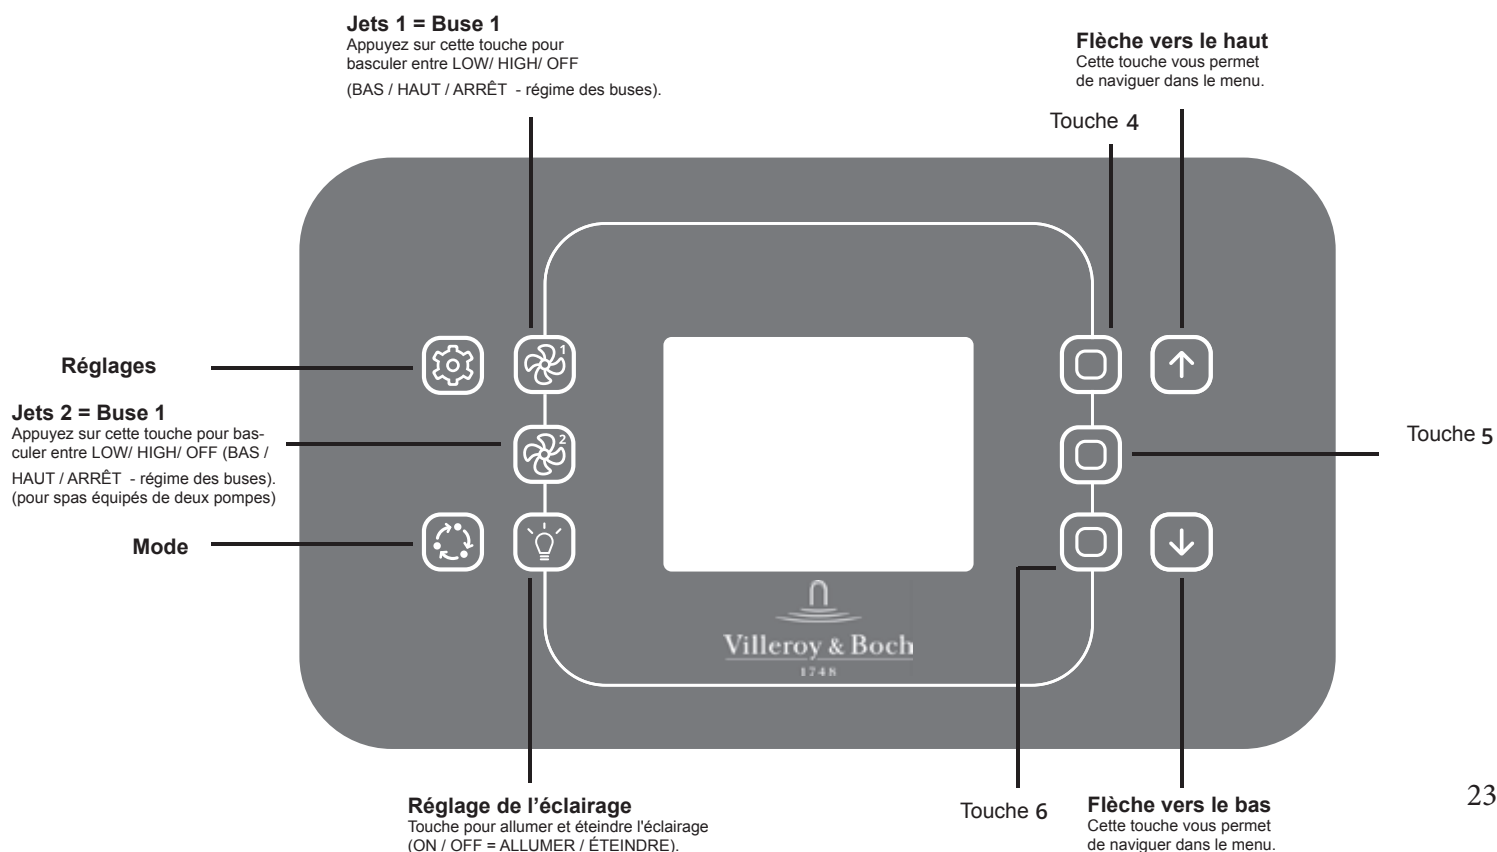 Jets 1 = Buse 1
Appuyez sur cette touche pour
basculer entre LOW/ HIGH/ OFF
(BAS / HAUT / ARRÊT - régime des buses).
Flèche vers le haut
Cette touche vous permet
de naviguer dans le menu.
Touche 4
Réglages
1
Jets 2 = Buse 1
Appuyez sur cette touche pour bas-
culer entre LOW/ HIGH/ OFF (BAS /
HAUT / ARRÊT - régime des buses).
(pour spas équipés de deux pompes)
2
Touche 5
Mode
Villeroy & Boch
1748
Réglage de l’éclairage
Touche pour allumer et éteindre l'éclairage
(ON / OFF = ALLUMER / ÉTEINDRE).
Touche 6
Flèche vers le bas
Cette touche vous permet
de naviguer dans le menu.
23